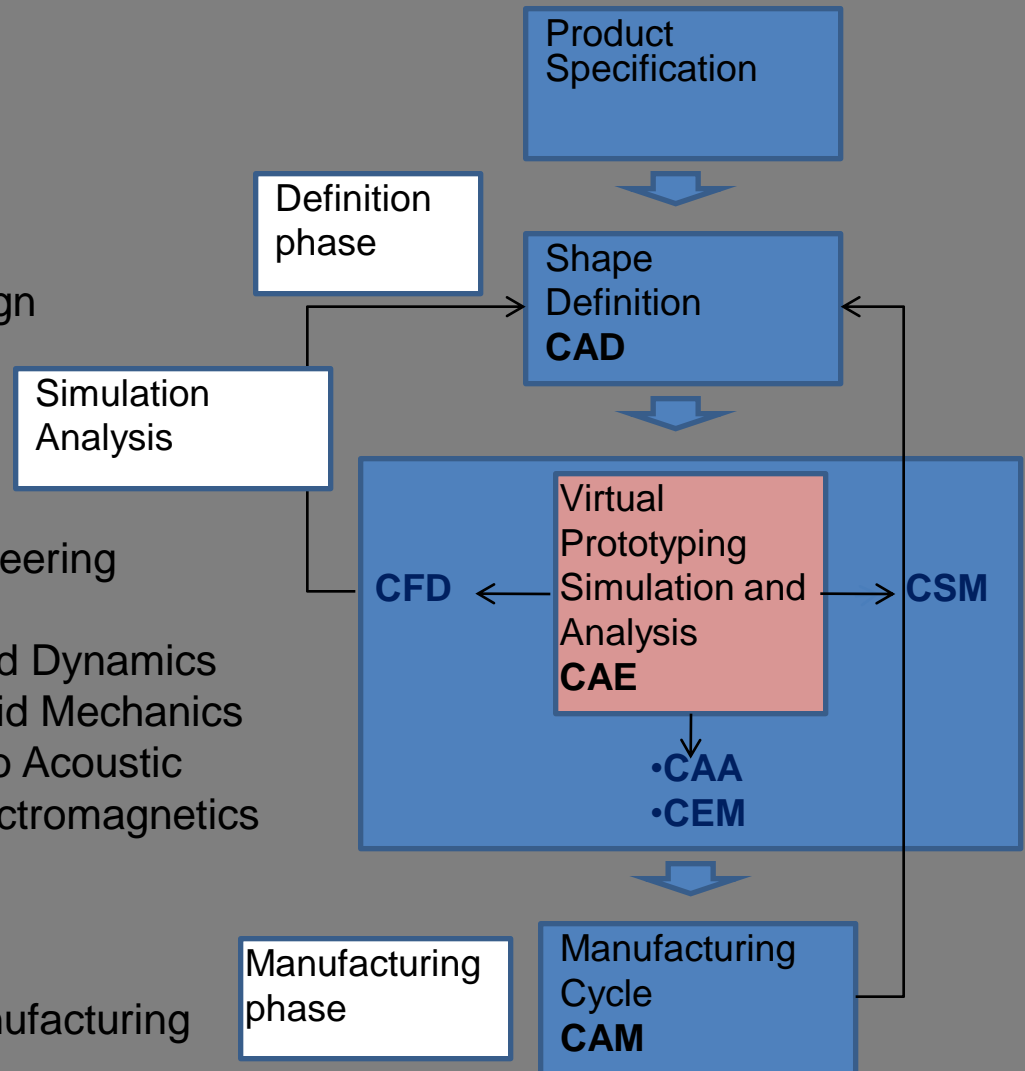 Product
Specification
Definition
phase
Shape
Definition
CAD
gn
Simulation
Analysis
Virtual
Prototyping
Simulation and
Analysis
CAE
CFD
CSM
•CAA
•CEM
eering
d Dynamics
id Mechanics
o Acoustic
ctromagnetics
Manufacturing
phase
Manufacturing
Cycle
CAM
nufacturing